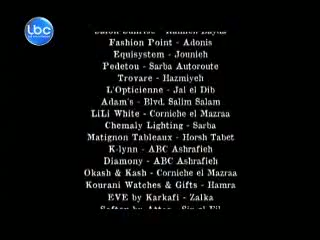 lbc
Salon Sunrise -
Fashion Point - Adonis
Equisystem - Jounieh
Pedetou - Sarba Autoroute
Trovare - Hazmiyeh
L'Opticienne - Jal el Dib
Adam's - Blvd. Salim Salam
LiLi White - Corniche el Mazraa
Chemaly Lighting - Sarba
Matignon Tableaux - Horsh Tabet
K-lynn - ABC Ashrafieh
Diamony - ABC Ashrafieh
Okash & Kash - Corniche el Mazraa
Kourani Watches & Gifts - Hamra
EVE by Karkafi - Zalka